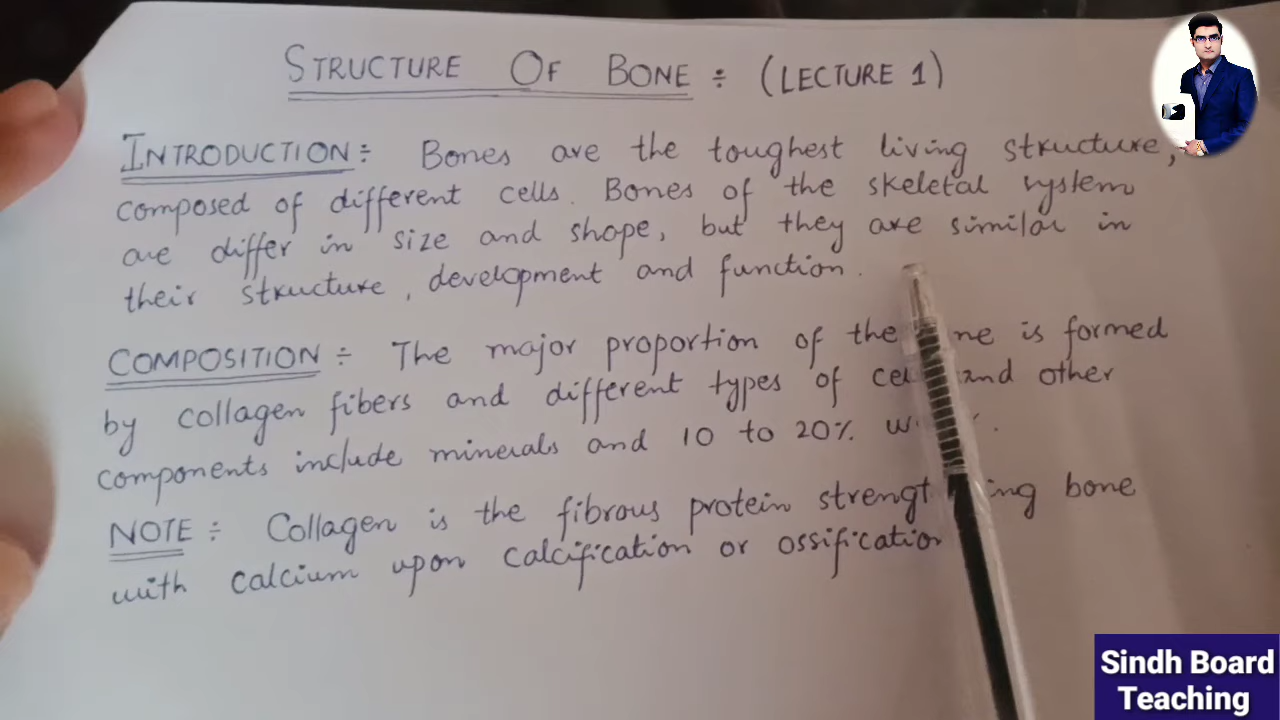 STRUCTURE OF BONE ÷ (LECTURE 1)
INTRODUCTION ÷ Bones are the toughest living structure,
composed of different cells. Bones of the skeletal system
are differ in size and shape, but they are similar in
their structure, development and function.
COMPOSITION ÷ The major proportion of the is formed
by collagen fibers and different types of and other
components include minerals and 10 to 20%
NOTE ÷ Collagen is the fibrous protein bone
with calcium upon calcification or ossification
Sindh Board
Teaching